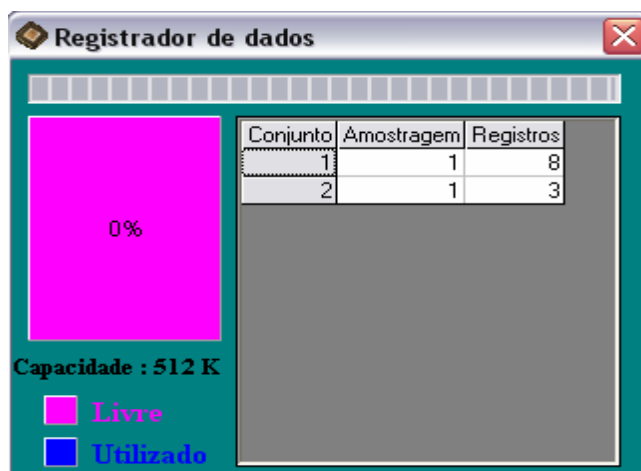 Registrador de dados
Conjunto Amostragem Registros
1 1 8
2 1 3
0%
Capacidade : 512 K
Livre
Utilizado